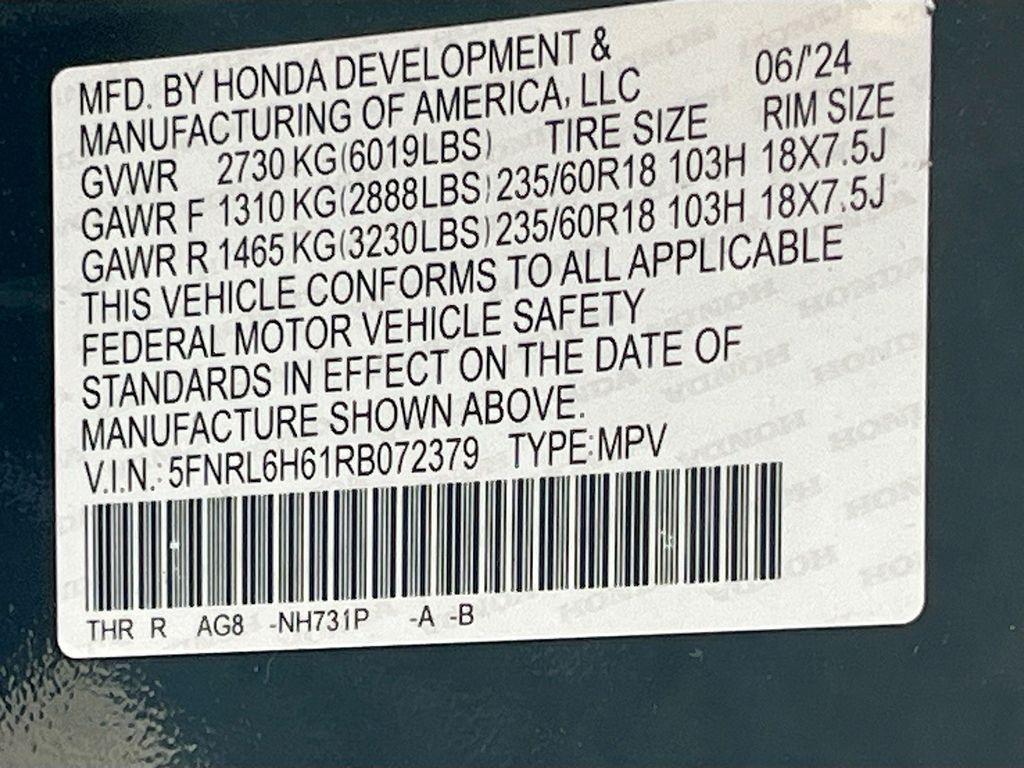 MFD. BY HONDA DEVELOPMENT & 06/'24
MANUFACTURING OF AMERICA, LLC
GVWR 2730 KG(6019LBS) TIRE SIZE RIM SIZE
GAWR F 1310 KG(2888LBS) 235/60R18 103H 18X7.5J
GAWR R 1465 KG(3230LBS) 235/60R18 103H 18X7.5J
THIS VEHICLE CONFORMS TO ALL APPLICABLE
FEDERAL MOTOR VEHICLE SAFETY
STANDARDS IN EFFECT ON THE DATE OF
MANUFACTURE SHOWN ABOVE.
V.I.N.: 5FNRL6H61RB072379 TYPE:MPV
THR R AG8 -NH731P -A -B